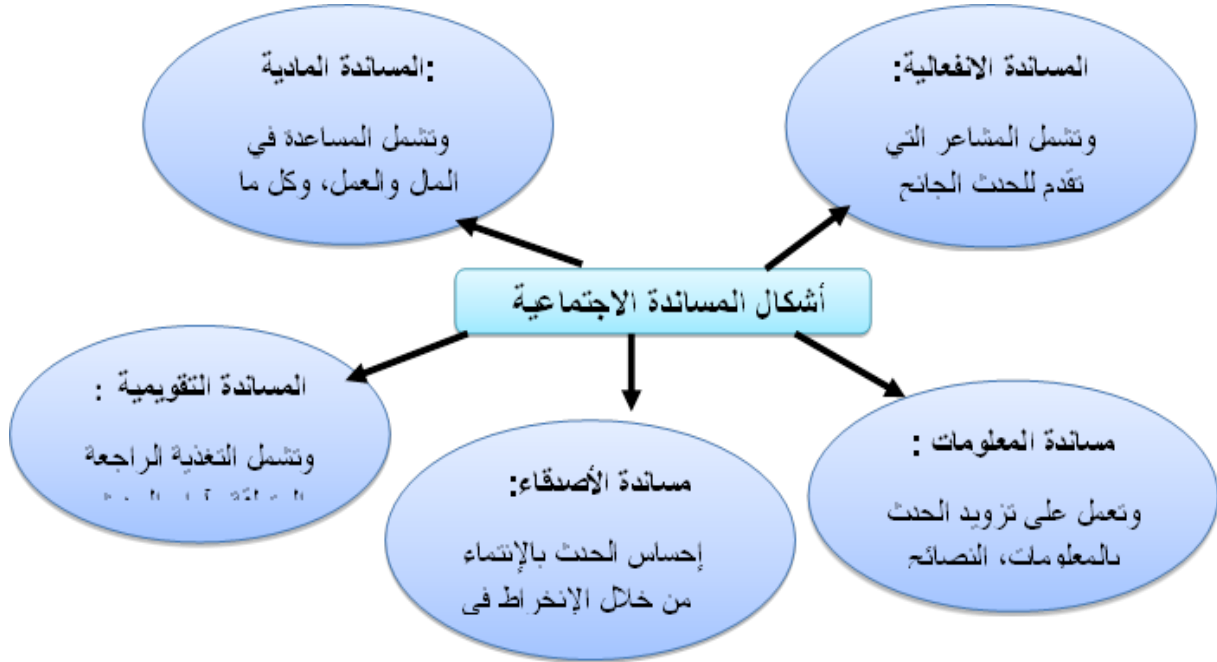 المساندة الانفعالية:
وتشمل المشاعر التي
تقدم للحدث الجانح
:المساندة المادية
وتشمل المساعدة في
المال والعمل، وكل ما
أشكال المساندة الاجتماعية
مساندة المعلومات :
وتعمل على تزويد الحدث
بالمعلومات، النصائح
مساندة الأصدقاء:
إحساس الحدث بالإنتماء
من خلال الإنخراط في
المساندة التقويمية :
وتشمل التغذية الراجعة